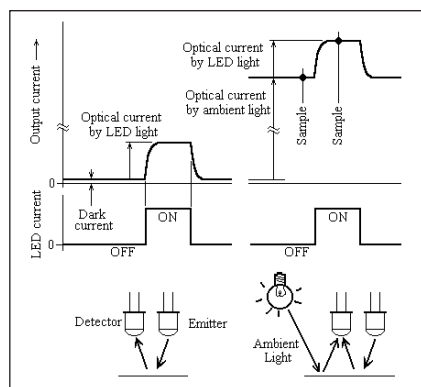 Output current
Optical current
by LED light
Optical current
by LED light
Optical current
by ambient light
Sample
Sample
0
Dark
current
LED current
0
ON
OFF
ON
OFF
Detector
Emitter
Ambient
Light